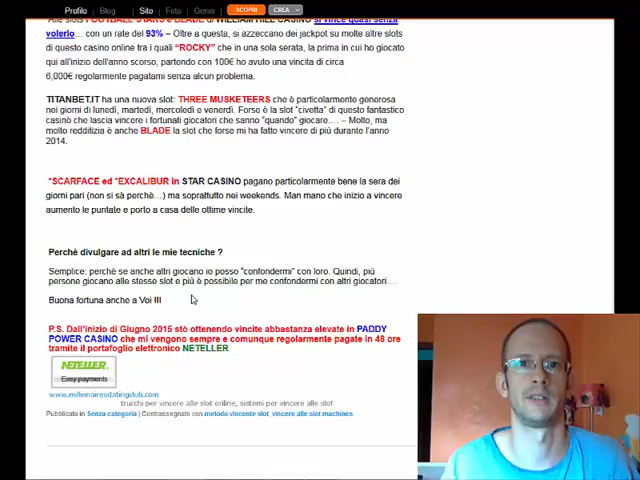 Profilo Blog Sito Foto Genio SCOPRI CREA
Alle slots FOOTBALL STARS e BLADE di WILLIAM HILL CASINO si vince quasi senza
volerlo… con un rate del 93% – Oltre a questa, si azzeccano dei jackpot su molte altre slots
di questo casino online tra i quali "ROCKY" che in una sola serata, la prima in cui ho giocato
qui all'inizio dell'anno scorso, partendo con 100€ ho avuto una vincita di circa
6,000€ regolarmente pagatami senza alcun problema.
TITANBET.IT ha una nuova slot: THREE MUSKETEERS che è particolarmente generosa
nei giorni di lunedì, martedì, mercoledì e venerdì. Forse è la slot "civetta" di questo fantastico
casinò che lascia vincere i fortunati giocatori che sanno "quando" giocare…. – Molto, ma
molto redditizia è anche BLADE la slot che forse mi ha fatto vincere di più durante l'anno
2014.
"SCARFACE ed "EXCALIBUR in STAR CASINO pagano particolarmente bene la sera dei
giorni pari (non si sà perchè…) ma soprattutto nei weekends. Man mano che inizio a vincere
aumento le puntate e porto a casa delle ottime vincite.
Perchè divulgare ad altri le mie tecniche ?
Semplice: perchè se anche altri giocano io posso "confondermi" con loro. Quindi, più
persone giocano alle stesse slot e più è possibile per me confondermi con altri giocatori….
Buona fortuna anche a Voi !!!
P.S. Dall'inizio di Giugno 2015 stò ottenendo vincite abbastanza elevate in PADDY
POWER CASINO che mi vengono sempre e comunque regolarmente pagate in 48 ore
tramite il portafoglio elettronico NETELLER
NETELLER.
Easy payments
www.millionairesdatingclub.com
trucchi per vincere alle slot online, sistemi per vincere alle slot
Pubblicato in Senza categoria | Contrassegnato con metodo vincente slot, vincere alle slot machines